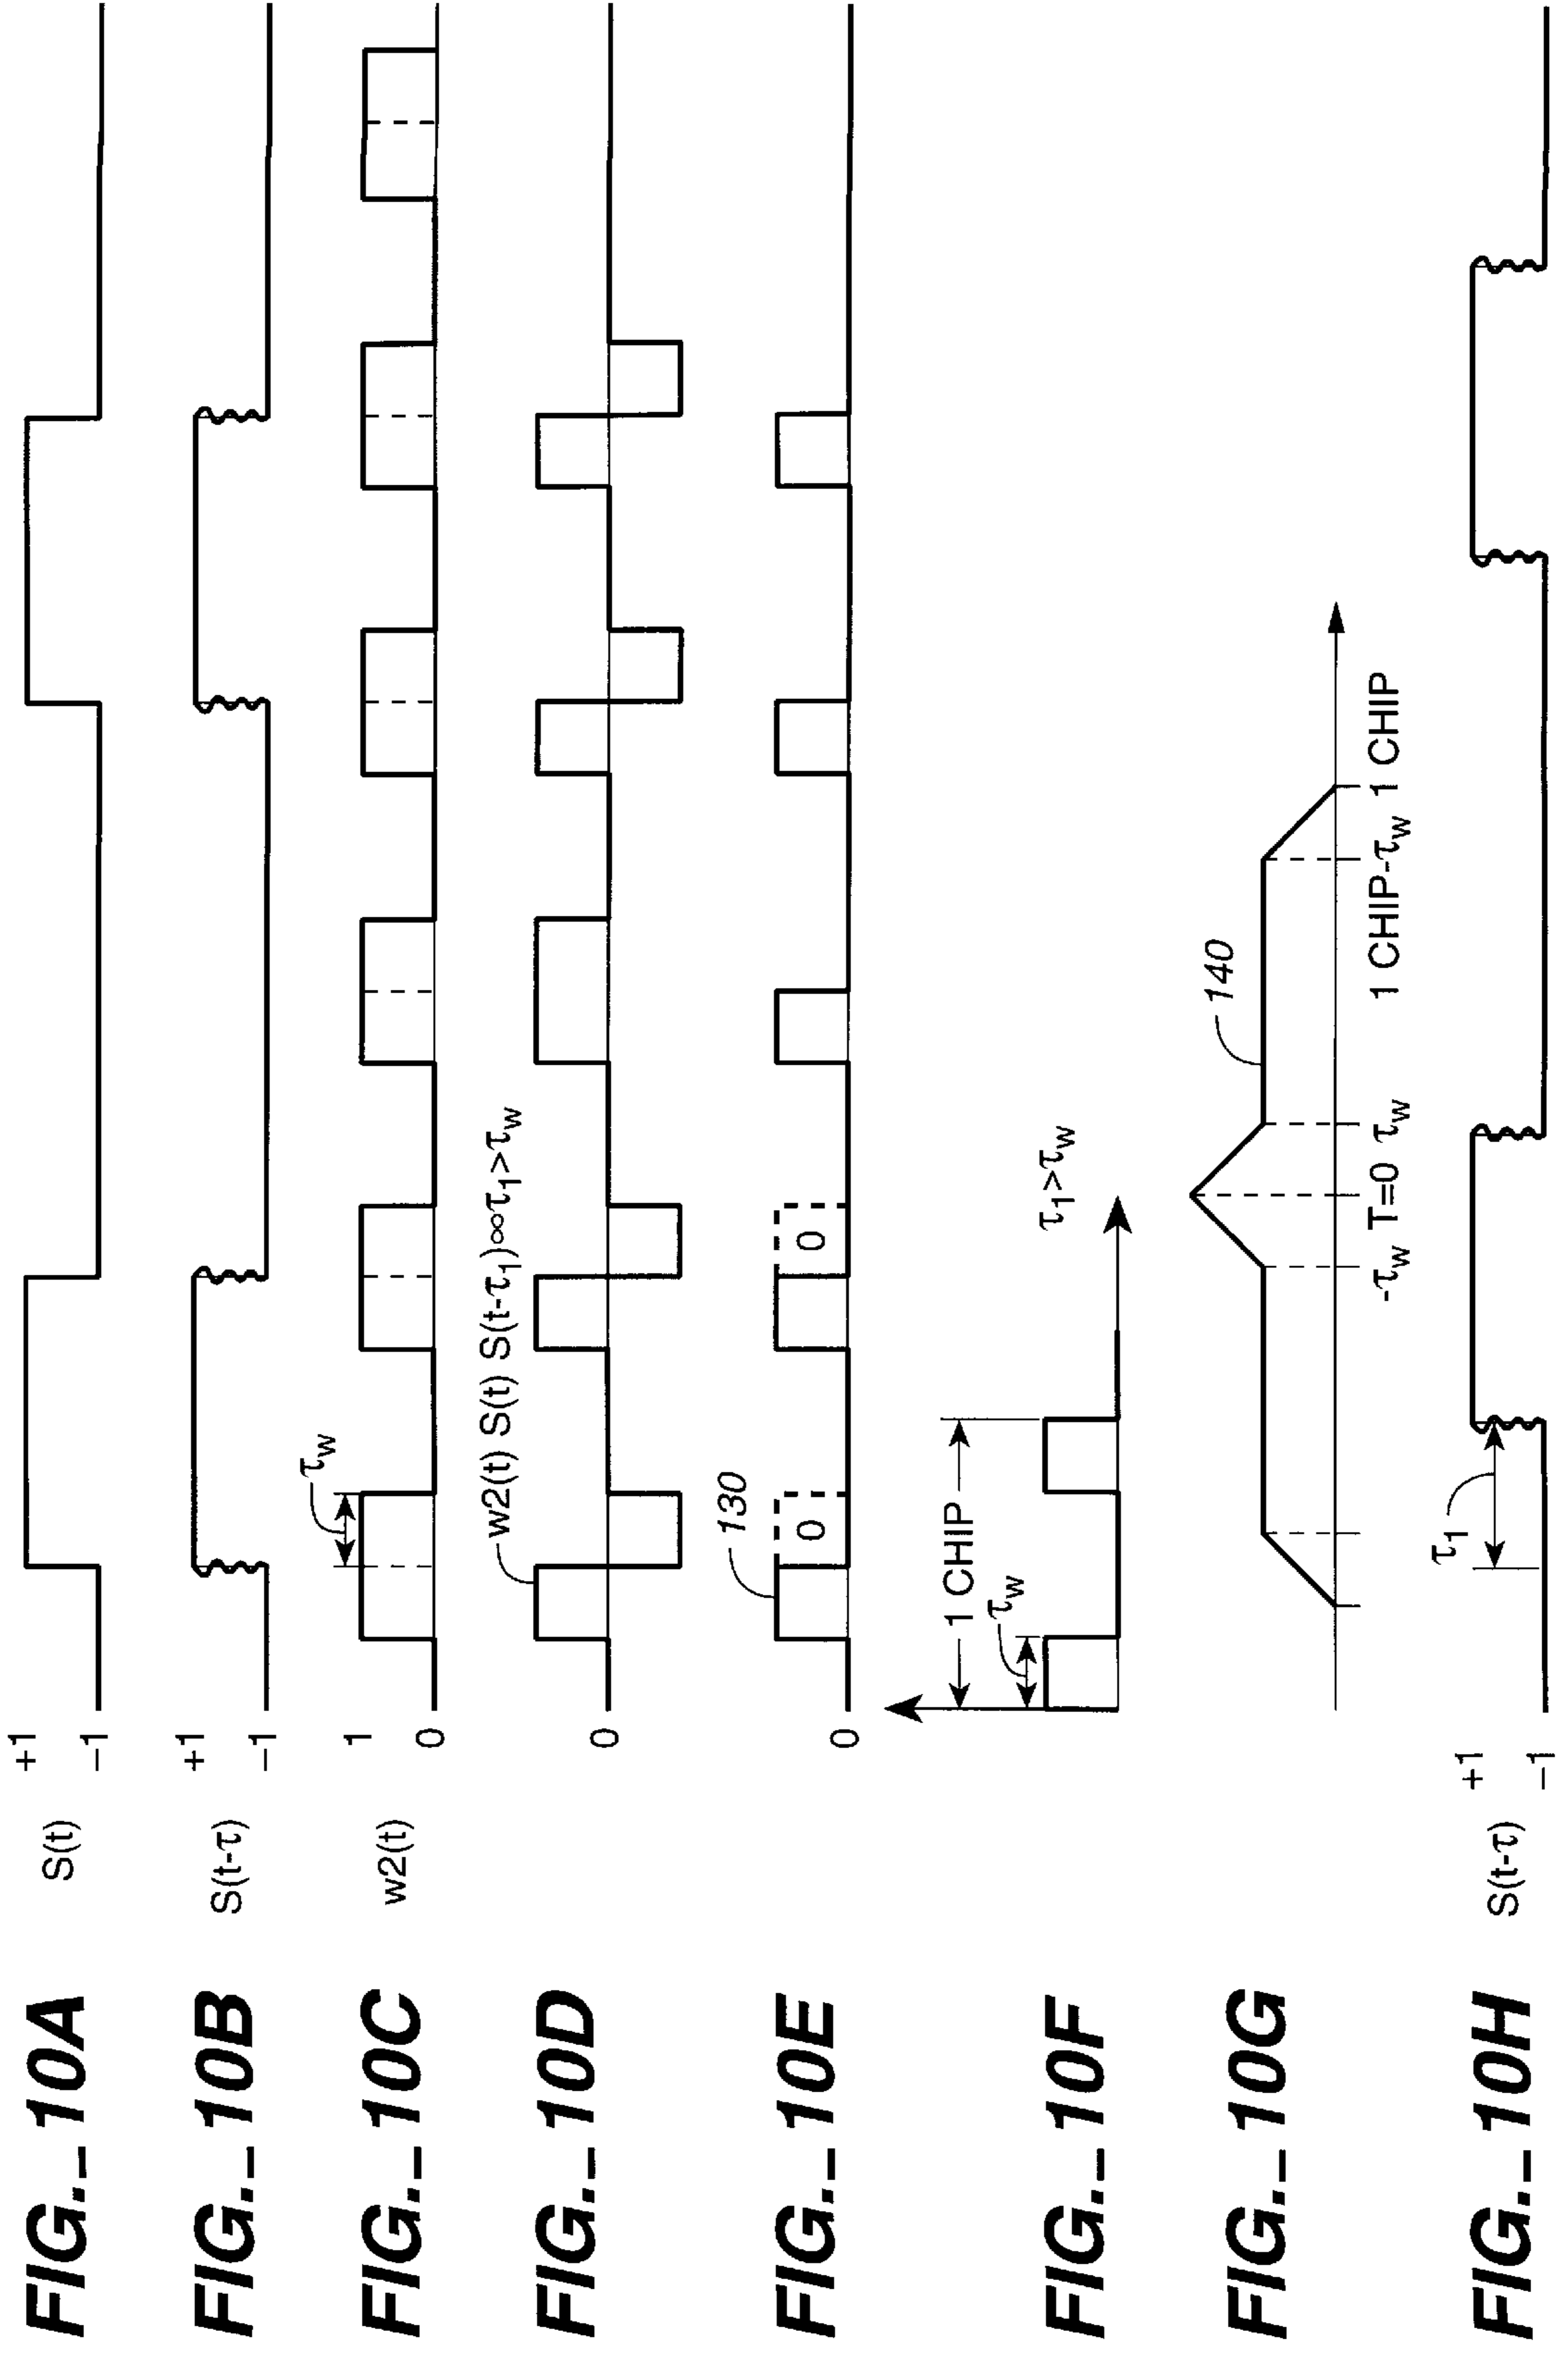 FIG._10A S(t) +1
−1
FIG._10B S(t-τ) +1
−1
FIG._10C w2(t) 1
0
τw
FIG._10D 0
w2(t) S(t) S(t-τ1)∞τ1>τw
FIG._10E 0
130
0 0
FIG._10F
1 CHIP
τw
τ1>τw
FIG._10G
140
-τw T=0 τw 1 CHIP-τw 1 CHIP
FIG._10H S(t-τ) +1
−1
τ1